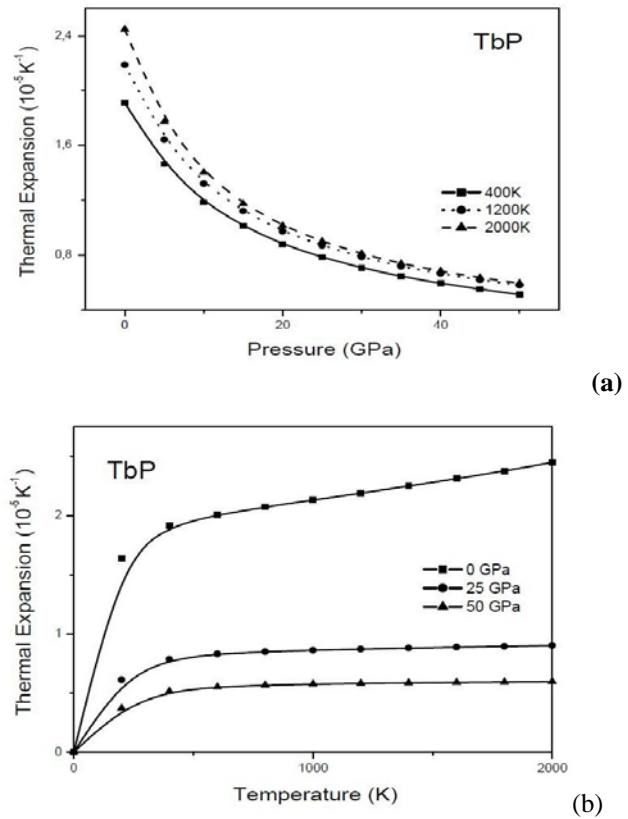 2,4
1,6
0,8
Thermal Expansion (10⁻⁵K⁻¹)
TbP
400K
1200K
2000K
0
20
40
Pressure (GPa)
(a)
2
1
0
Thermal Expansion (10⁻⁵K⁻¹)
TbP
0 GPa
25 GPa
50 GPa
0
1000
2000
Temperature (K)
(b)